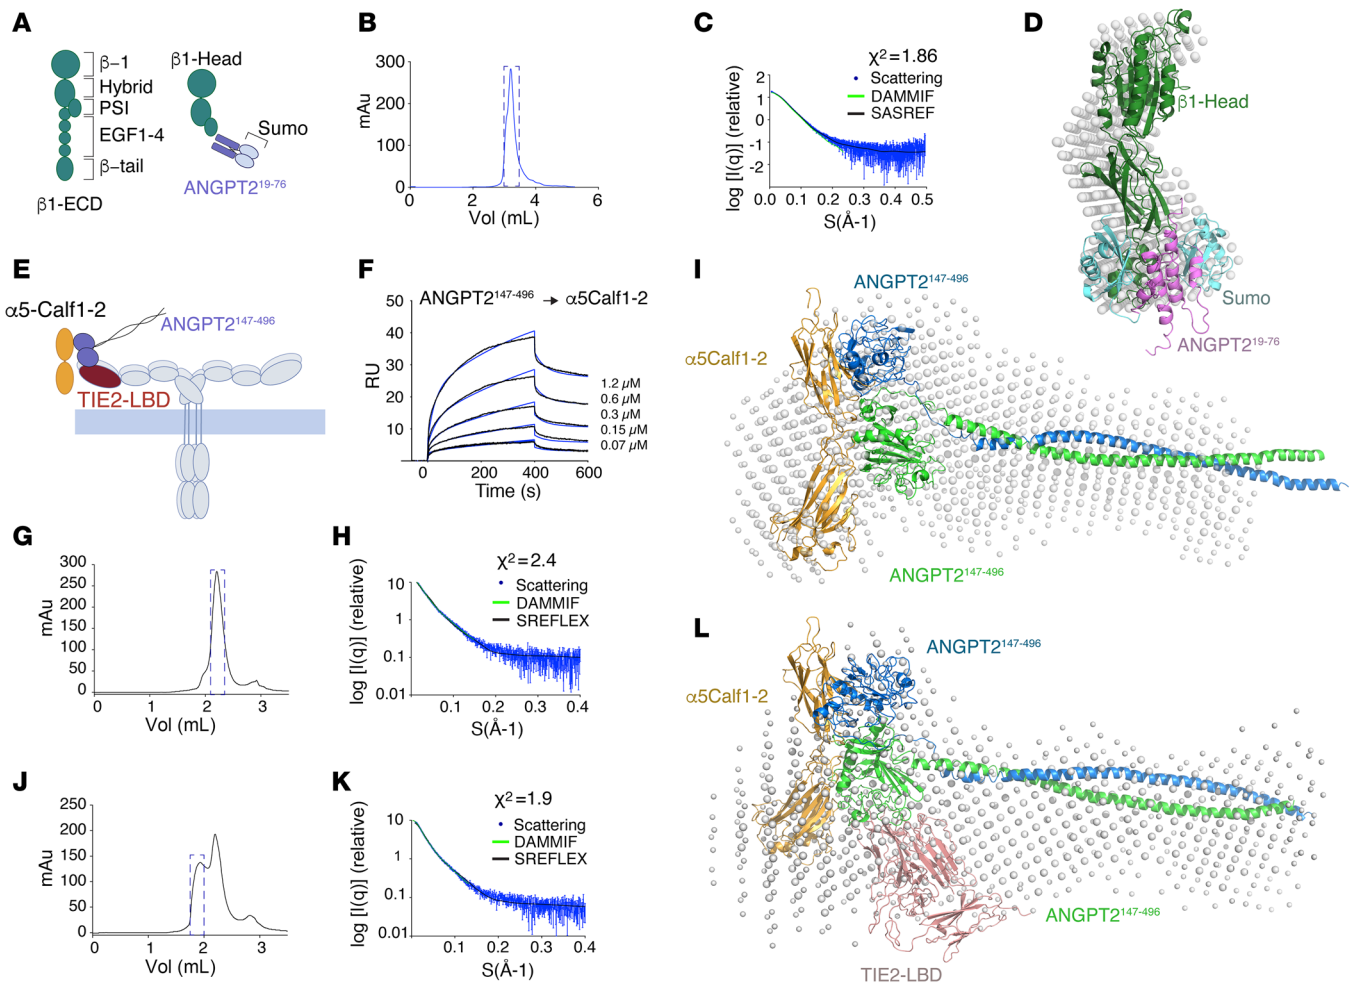 A
β–1
Hybrid
PSI
EGF1-4
β–tail
β1-ECD
β1-Head
Sumo
ANGPT2¹⁹⁻⁷⁶
B
mAu
300
200
100
0
0
2
4
6
Vol (mL)
C
χ²=1.86
Scattering
DAMMIF
SASREF
log [I(q)] (relative)
2
1
0
-1
-2
0.0
0.1
0.2
0.3
0.4
0.5
S(Å-1)
D
β1-Head
Sumo
ANGPT2¹⁹⁻⁷⁶
E
α5-Calf1-2
ANGPT2¹⁴⁷⁻⁴⁹⁶
TIE2-LBD
F
ANGPT2¹⁴⁷⁻⁴⁹⁶ → α5Calf1-2
RU
50
40
30
20
10
0
200
400
600
Time (s)
1.2 µM
0.6 µM
0.3 µM
0.15 µM
0.07 µM
G
mAu
300
250
200
150
100
50
0
0
1
2
3
Vol (mL)
H
χ²=2.4
Scattering
DAMMIF
SREFLEX
log [I(q)] (relative)
10
1
0.1
0.01
0.1
0.2
0.3
0.4
S(Å-1)
I
ANGPT2¹⁴⁷⁻⁴⁹⁶
α5Calf1-2
ANGPT2¹⁴⁷⁻⁴⁹⁶
J
mAu
250
200
150
100
50
0
0
1
2
3
Vol (mL)
K
χ²=1.9
Scattering
DAMMIF
SREFLEX
log [I(q)] (relative)
10
1
0.1
0.01
0.1
0.2
0.3
0.4
S(Å-1)
L
ANGPT2¹⁴⁷⁻⁴⁹⁶
α5Calf1-2
ANGPT2¹⁴⁷⁻⁴⁹⁶
TIE2-LBD